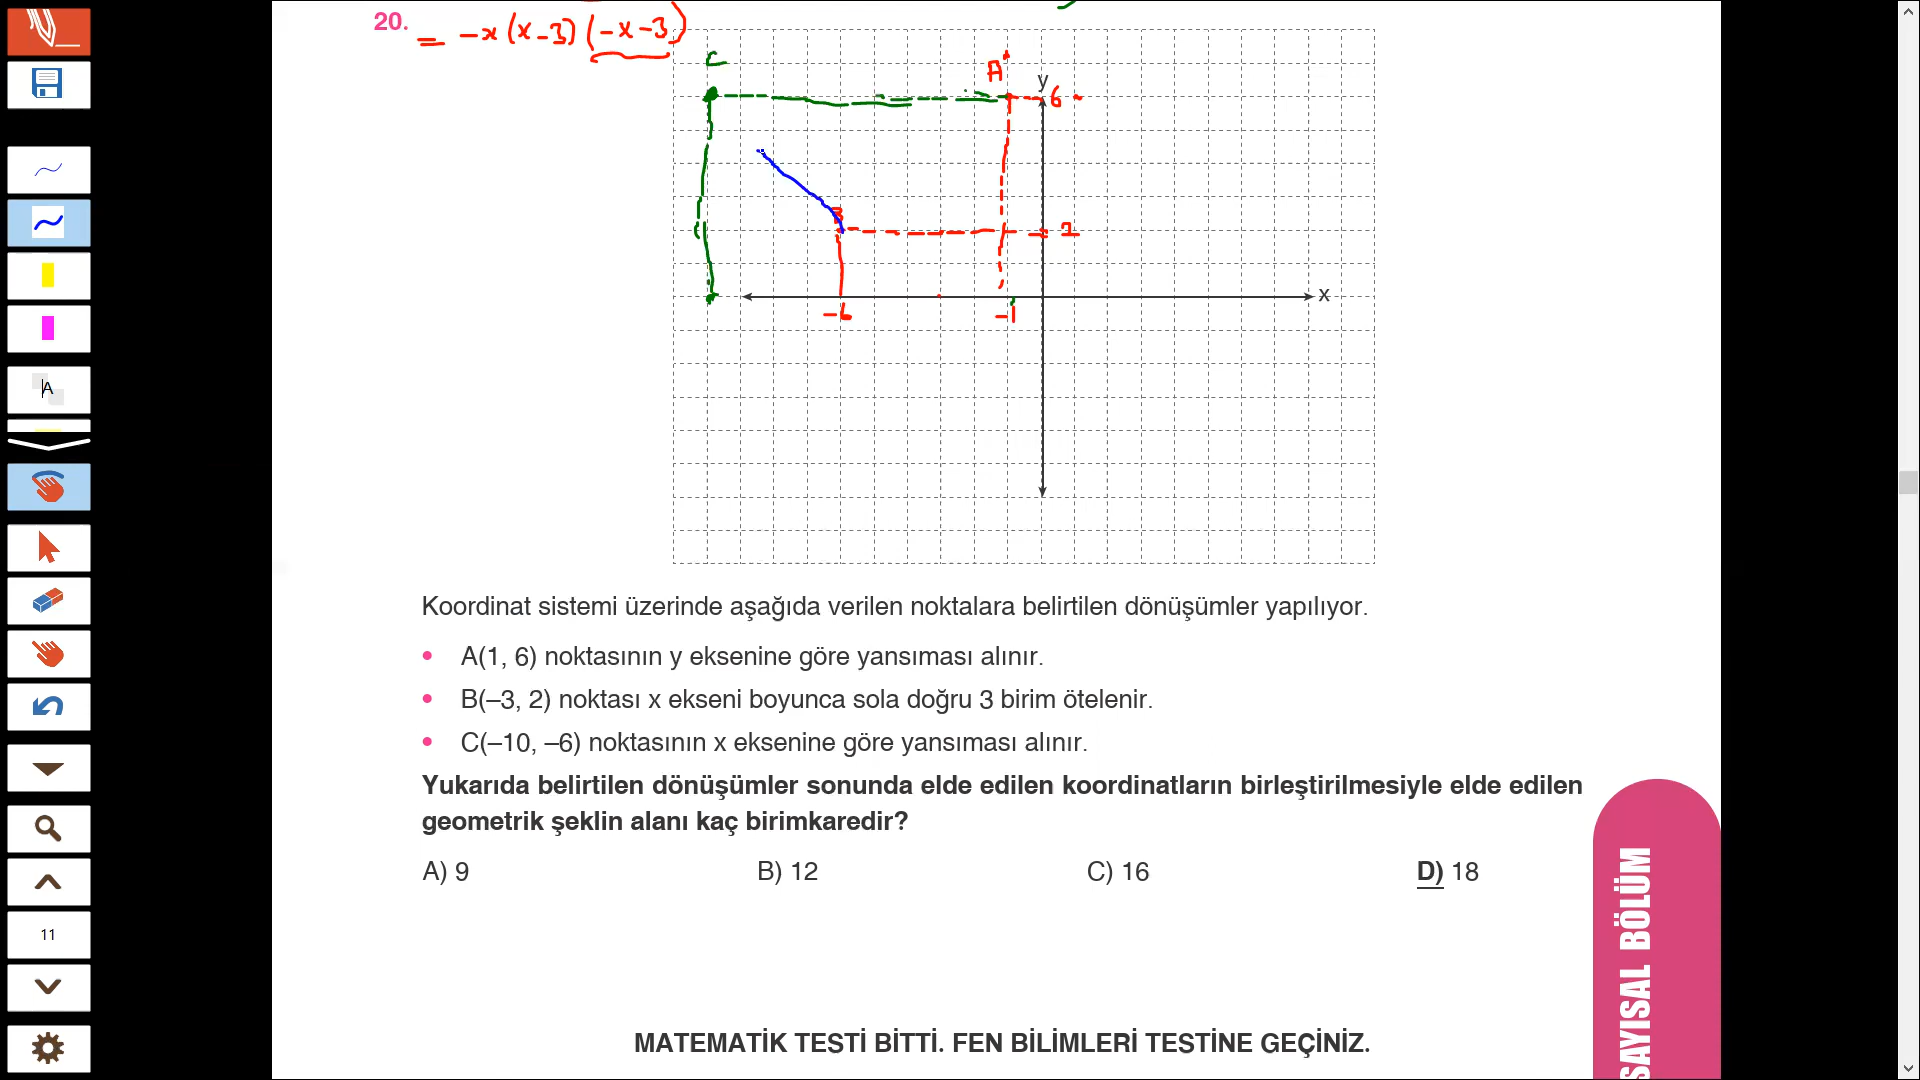 20.
= -x(x-3)(-x-3)
C
A'
y
6
B
2
x
-6
-1
Koordinat sistemi üzerinde aşağıda verilen noktalara belirtilen dönüşümler yapılıyor.
• A(1, 6) noktasının y eksenine göre yansıması alınır.
• B(–3, 2) noktası x ekseni boyunca sola doğru 3 birim ötelenir.
• C(–10, –6) noktasının x eksenine göre yansıması alınır.
Yukarıda belirtilen dönüşümler sonunda elde edilen koordinatların birleştirilmesiyle elde edilen
geometrik şeklin alanı kaç birimkaredir?
A) 9 B) 12 C) 16 D) 18
SAYISAL BÖLÜM
MATEMATİK TESTİ BİTTİ. FEN BİLİMLERİ TESTİNE GEÇİNİZ.
A
11